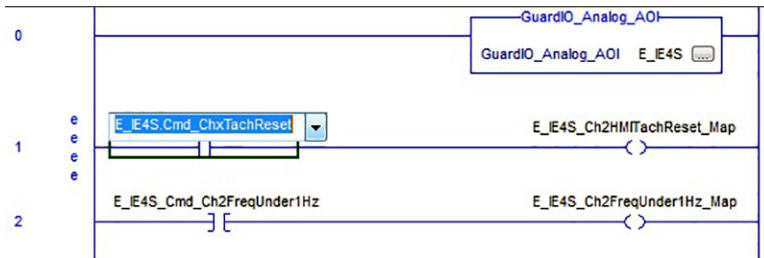 GuardIO_Analog_AOI
0
GuardIO_Analog_AOI E_IE4S ...
e
e
e
e
1
E_IE4S.Cmd_ChxTachReset
E_IE4S_Ch2HMITachReset_Map
2
E_IE4S_Cmd_Ch2FreqUnder1Hz
E_IE4S_Ch2FreqUnder1Hz_Map